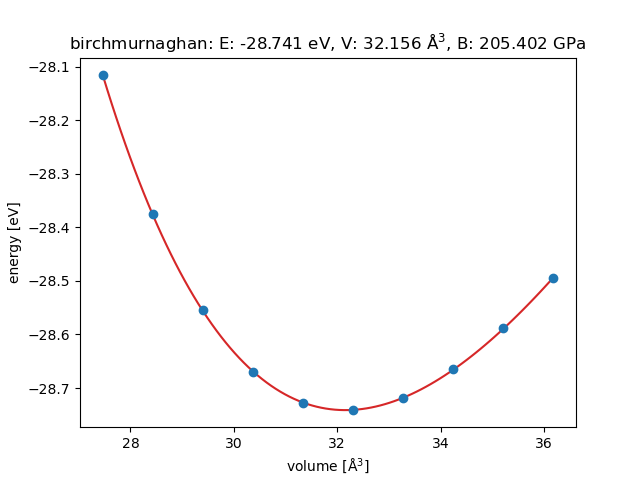 birchmurnaghan: E: -28.741 eV, V: 32.156 Å³, B: 205.402 GPa
−28.1
−28.2
−28.3
−28.4
−28.5
−28.6
−28.7
energy [eV]
28 30 32 34 36
volume [Å³]